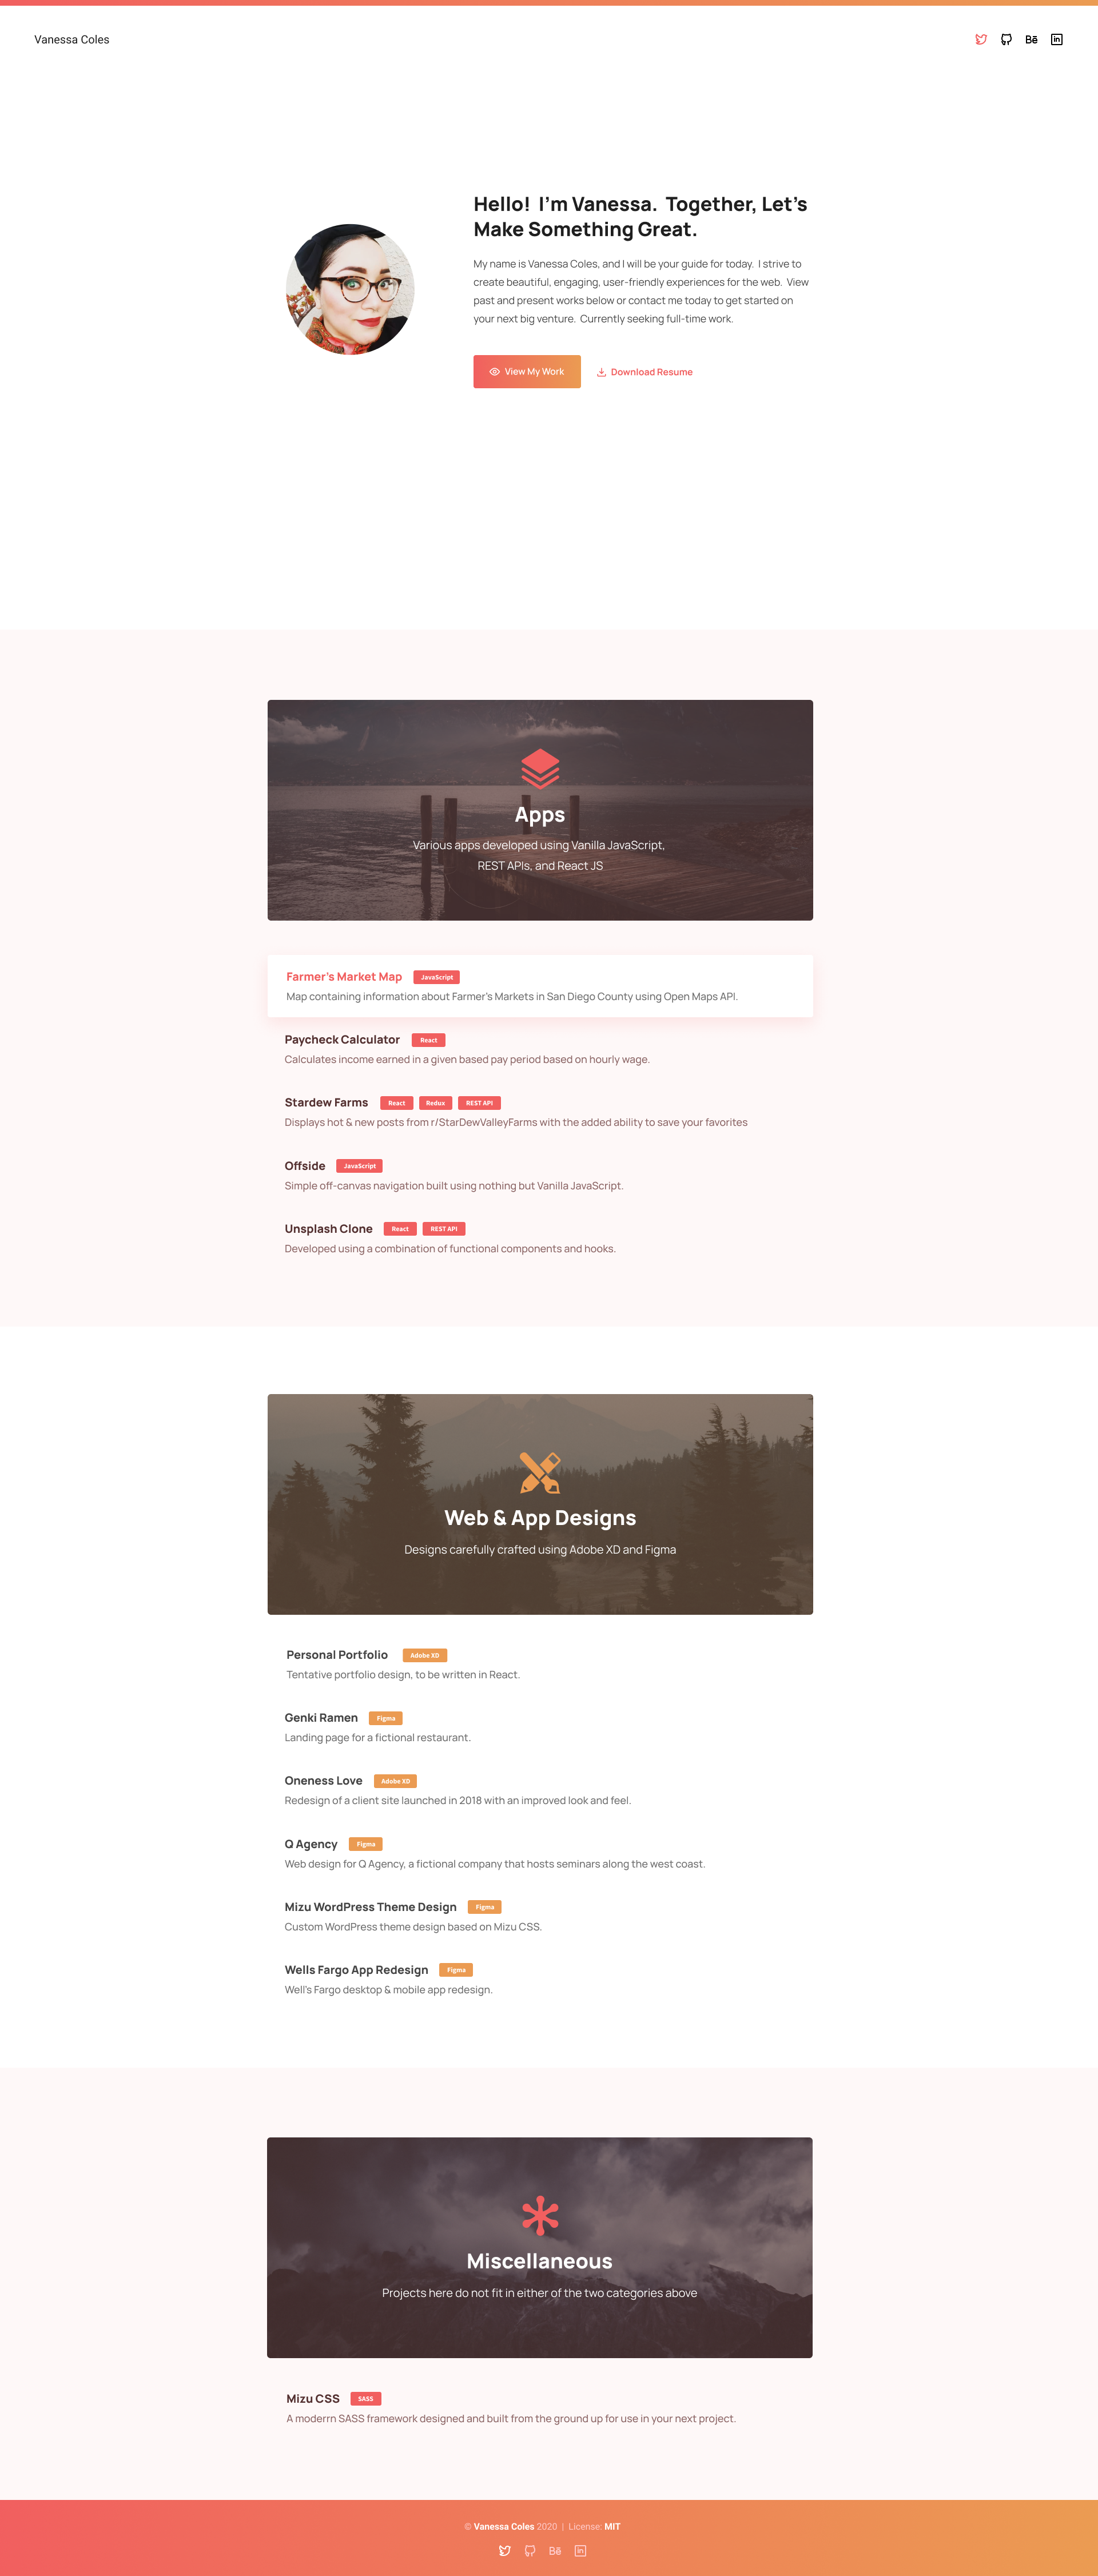 Vanessa Coles
Hello!  I'm Vanessa.  Together, Let's
Make Something Great.
My name is Vanessa Coles, and I will be your guide for today.  I strive to
create beautiful, engaging, user-friendly experiences for the web.  View
past and present works below or contact me today to get started on
your next big venture.  Currently seeking full-time work.
View My Work
Download Resume
Apps
Various apps developed using Vanilla JavaScript,
REST APIs, and React JS
Farmer's Market Map JavaScript
Map containing information about Farmer's Markets in San Diego County using Open Maps API.
Paycheck Calculator React
Calculates income earned in a given based pay period based on hourly wage.
Stardew Farms React Redux REST API
Displays hot & new posts from r/StarDewValleyFarms with the added ability to save your favorites
Offside JavaScript
Simple off-canvas navigation built using nothing but Vanilla JavaScript.
Unsplash Clone React REST API
Developed using a combination of functional components and hooks.
Web & App Designs
Designs carefully crafted using Adobe XD and Figma
Personal Portfolio Adobe XD
Tentative portfolio design, to be written in React.
Genki Ramen Figma
Landing page for a fictional restaurant.
Oneness Love Adobe XD
Redesign of a client site launched in 2018 with an improved look and feel.
Q Agency Figma
Web design for Q Agency, a fictional company that hosts seminars along the west coast.
Mizu WordPress Theme Design Figma
Custom WordPress theme design based on Mizu CSS.
Wells Fargo App Redesign Figma
Well's Fargo desktop & mobile app redesign.
Miscellaneous
Projects here do not fit in either of the two categories above
Mizu CSS SASS
A moderrn SASS framework designed and built from the ground up for use in your next project.
© Vanessa Coles 2020 | License: MIT